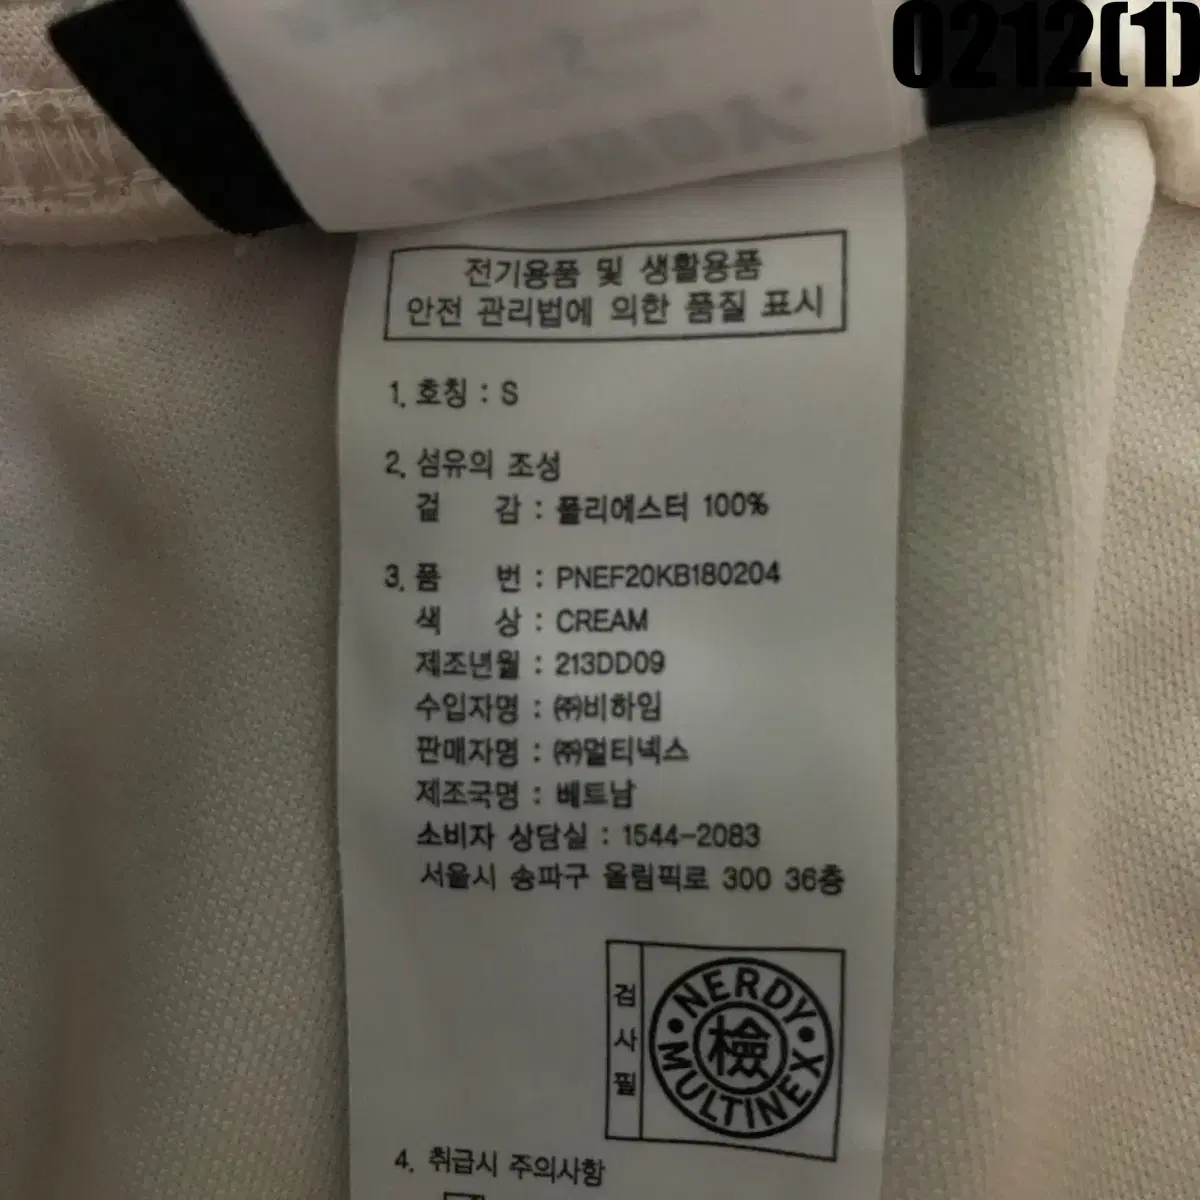 0212(1)
NERDY
전기용품 및 생활용품
안전 관리법에 의한 품질 표시
1. 호칭 : S
2. 섬유의 조성
겉 감 : 폴리에스터 100%
3. 품 번 : PNEF20KB180204
색 상 : CREAM
제조년월 : 213DD09
수입자명 : ㈜비하임
판매자명 : ㈜멀티넥스
제조국명 : 베트남
소비자 상담실 : 1544-2083
서울시 송파구 올림픽로 300 36층
검사필
NERDY
檢
MULTINEX
4. 취급시 주의사항